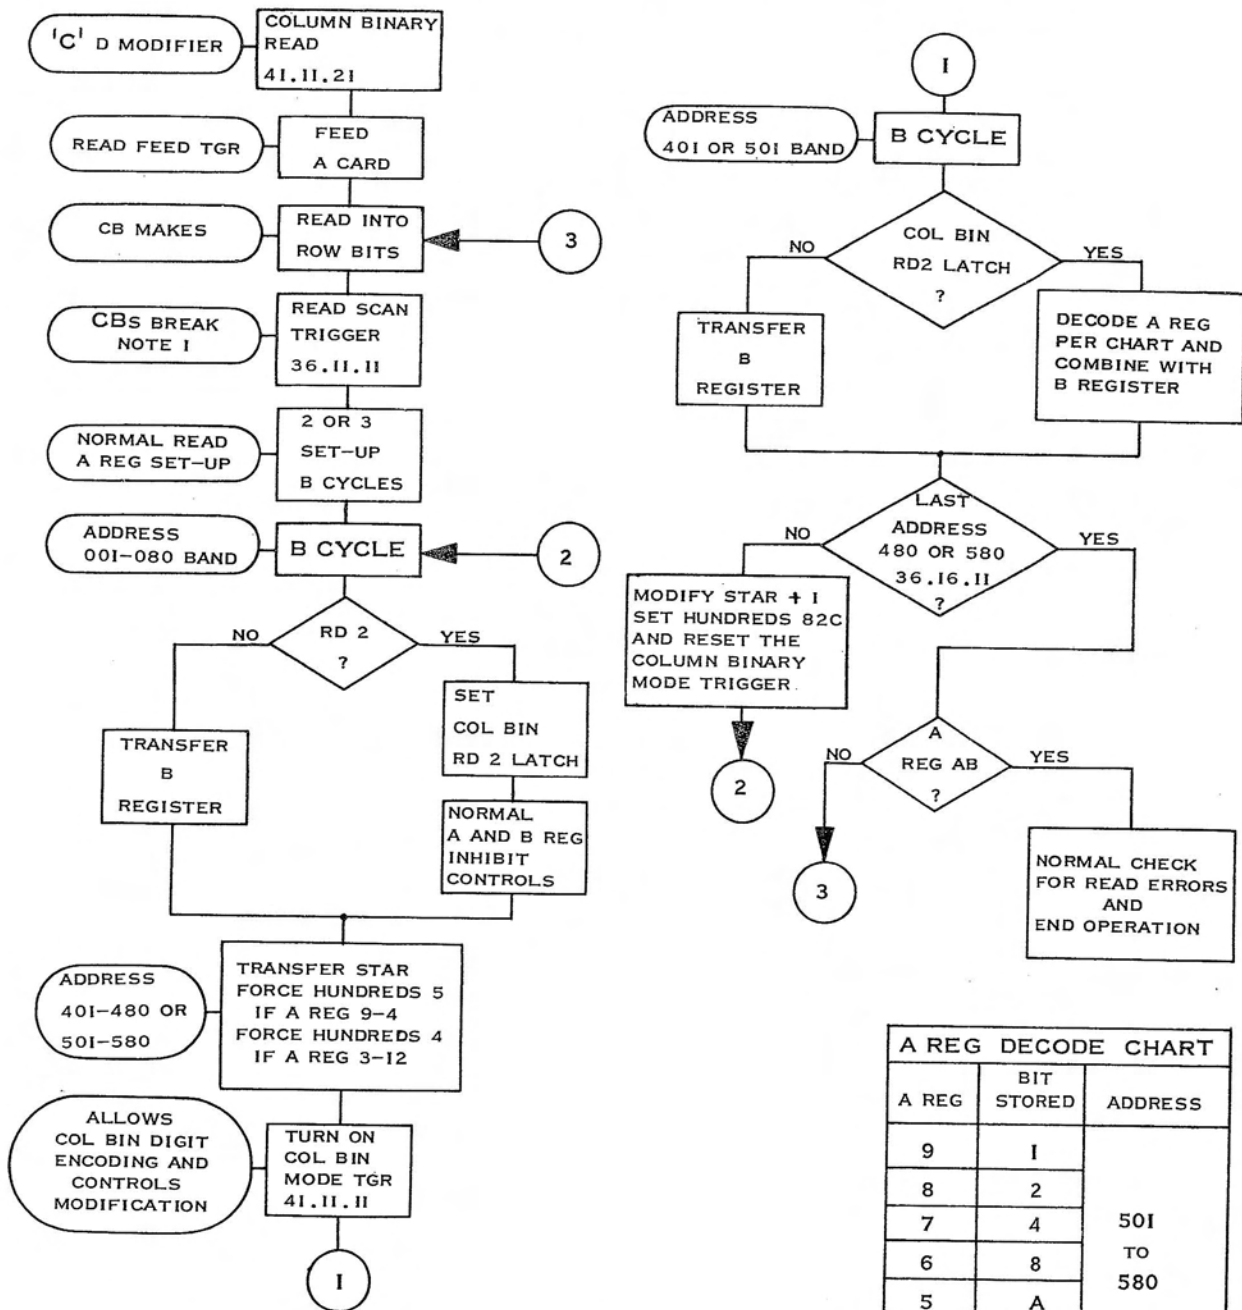 'C' D MODIFIER
COLUMN BINARY
READ
41.11.21
READ FEED TGR
FEED
A CARD
CB MAKES
READ INTO
ROW BITS
3
CBS BREAK
NOTE 1
READ SCAN
TRIGGER
36.11.11
NORMAL READ
A REG SET-UP
2 OR 3
SET-UP
B CYCLES
ADDRESS
001-080 BAND
B CYCLE
2
RD 2
?
NO
YES
TRANSFER
B
REGISTER
SET
COL BIN
RD 2 LATCH
NORMAL
A AND B REG
INHIBIT
CONTROLS
ADDRESS
401-480 OR
501-580
TRANSFER STAR
FORCE HUNDREDS 5
IF A REG 9-4
FORCE HUNDREDS 4
IF A REG 3-12
ALLOWS
COL BIN DIGIT
ENCODING AND
CONTROLS
MODIFICATION
TURN ON
COL BIN
MODE TGR
41.11.11
1
1
ADDRESS
401 OR 501 BAND
B CYCLE
COL BIN
RD2 LATCH
?
NO
YES
TRANSFER
B
REGISTER
DECODE A REG
PER CHART AND
COMBINE WITH
B REGISTER
LAST
ADDRESS
480 OR 580
36.16.11
?
NO
YES
MODIFY STAR + 1
SET HUNDREDS 82C
AND RESET THE
COLUMN BINARY
MODE TRIGGER.
2
A
REG AB
?
NO
YES
3
NORMAL CHECK
FOR READ ERRORS
AND
END OPERATION
A REG DECODE CHART
A REG
BIT
STORED
ADDRESS
9 1
8 2
7 4
6 8
5 A
501
TO
580